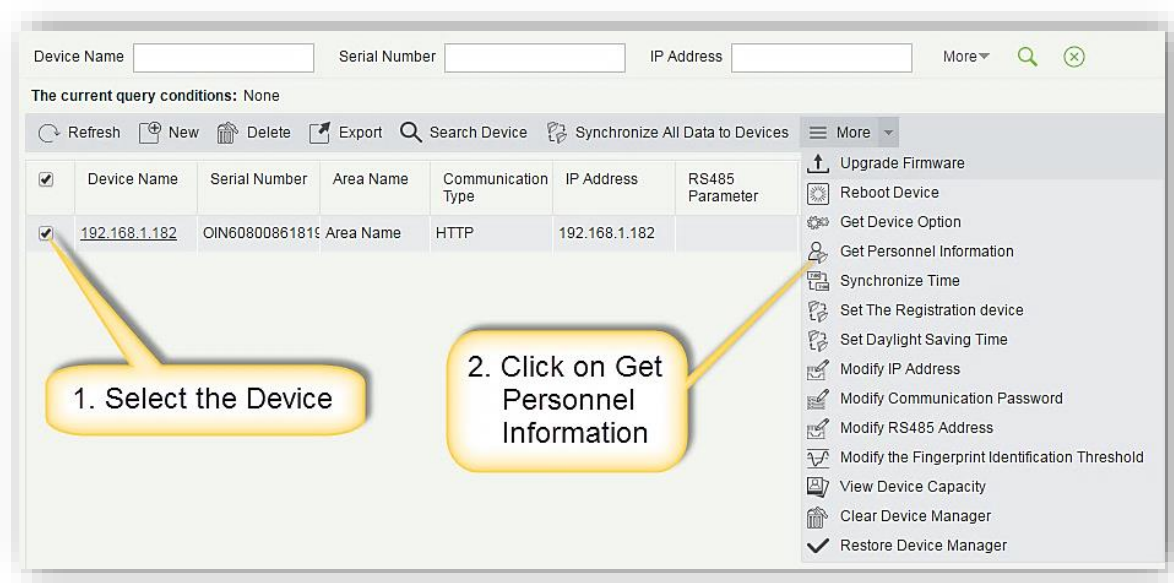 Device Name Serial Number IP Address More
The current query conditions: None
Refresh New Delete Export Search Device Synchronize All Data to Devices More
Device Name Serial Number Area Name Communication Type IP Address RS485 Parameter
192.168.1.182 OIN60800861819 Area Name HTTP 192.168.1.182
Upgrade Firmware
Reboot Device
Get Device Option
Get Personnel Information
Synchronize Time
Set The Registration device
Set Daylight Saving Time
Modify IP Address
Modify Communication Password
Modify RS485 Address
Modify the Fingerprint Identification Threshold
View Device Capacity
Clear Device Manager
Restore Device Manager
1. Select the Device
2. Click on Get
Personnel
Information